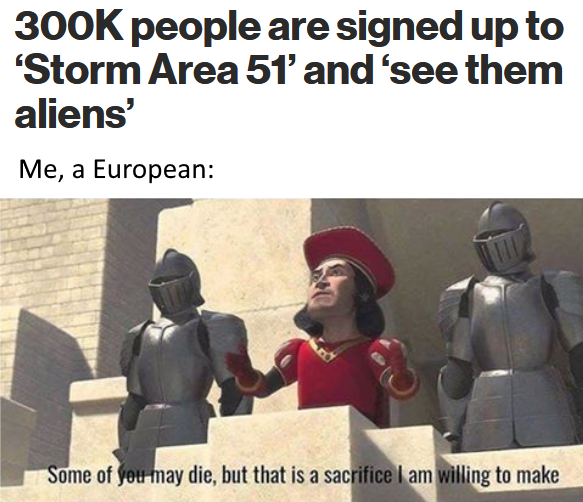 300K people are signed up to
‘Storm Area 51’ and ‘see them
aliens’
Me, a European:
Some of you may die, but that is a sacrifice I am willing to make